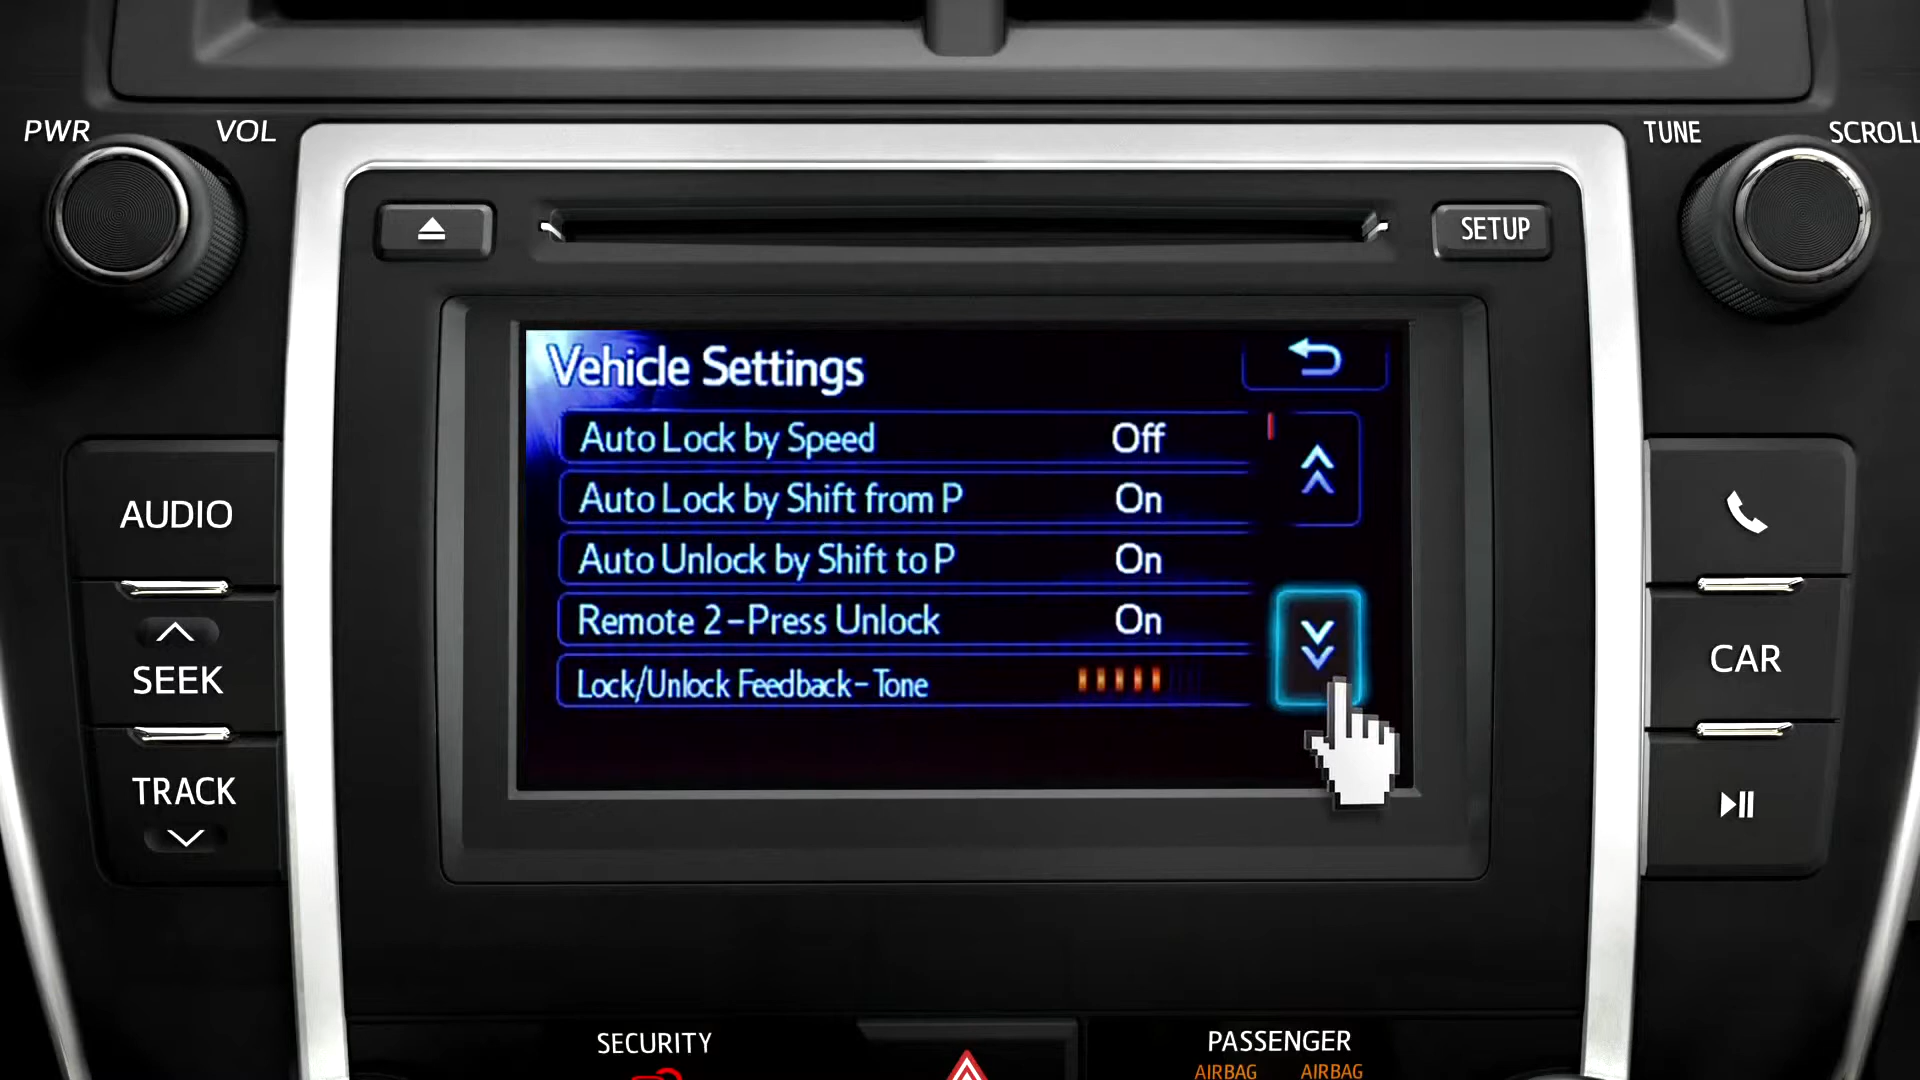 PWR VOL
TUNE SCROLL
SETUP
Vehicle Settings
Auto Lock by Speed Off
Auto Lock by Shift from P On
Auto Unlock by Shift to P On
Remote 2-Press Unlock On
Lock/Unlock Feedback-Tone
AUDIO
SEEK
TRACK
CAR
SECURITY
PASSENGER
AIRBAG AIRBAG